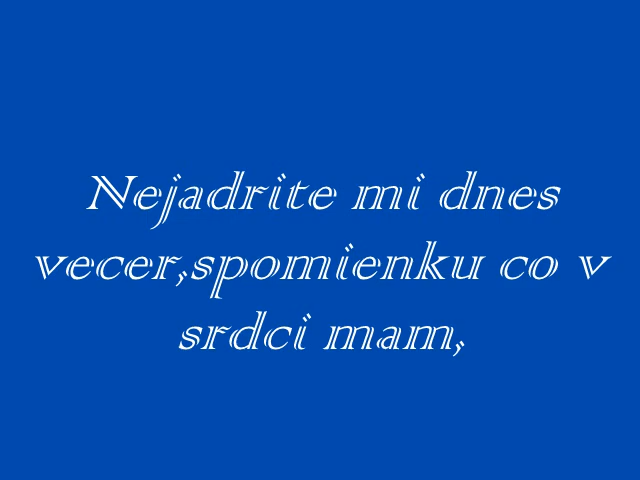 Nejadrite mi dnes
vecer,spomienku co v
srdci mam,